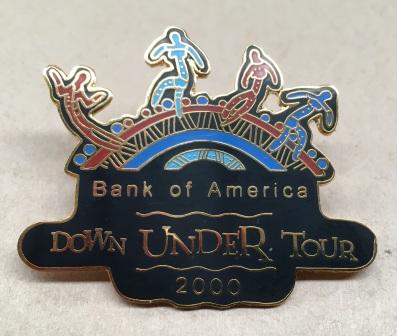 Bank of America
DOWN UNDER TOUR
2000